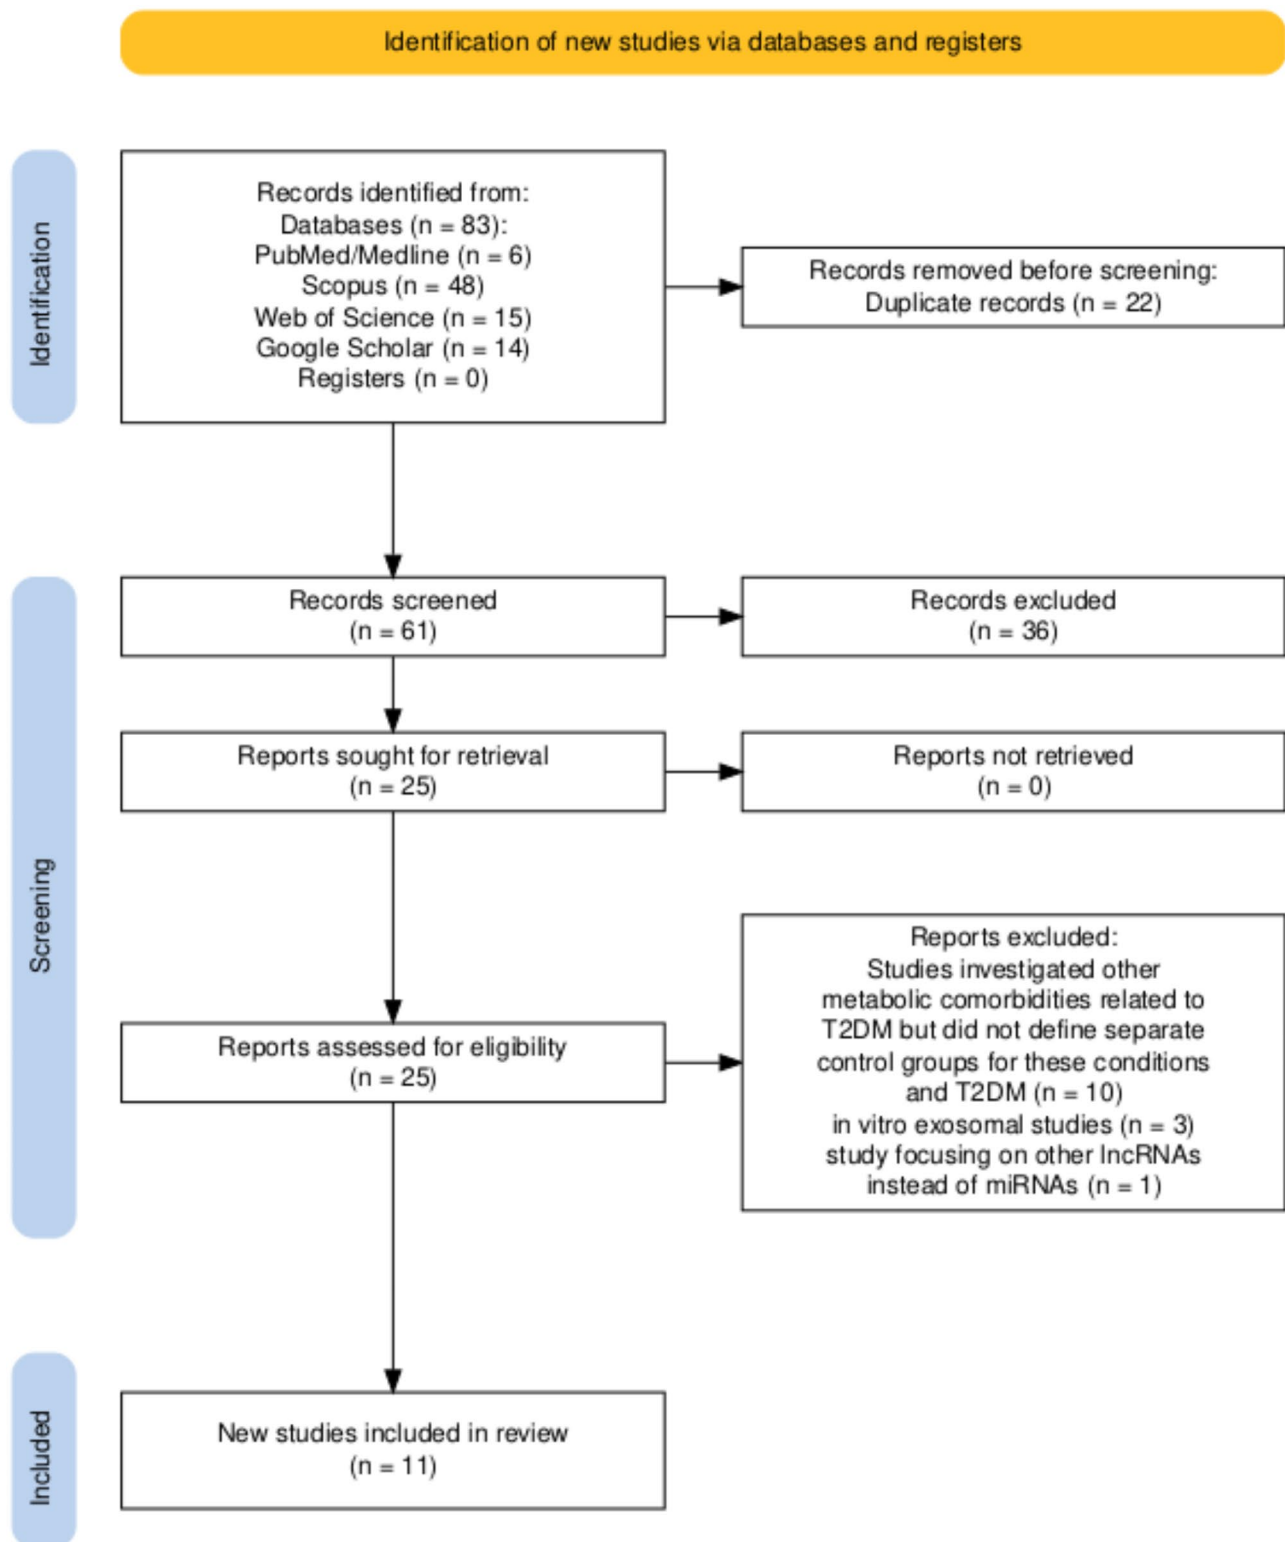 Identification of new studies via databases and registers
Identification
Records identified from:
Databases (n = 83):
PubMed/Medline (n = 6)
Scopus (n = 48)
Web of Science (n = 15)
Google Scholar (n = 14)
Registers (n = 0)
Records removed before screening:
Duplicate records (n = 22)
Screening
Records screened
(n = 61)
Records excluded
(n = 36)
Reports sought for retrieval
(n = 25)
Reports not retrieved
(n = 0)
Reports assessed for eligibility
(n = 25)
Reports excluded:
Studies investigated other
metabolic comorbidities related to
T2DM but did not define separate
control groups for these conditions
and T2DM (n = 10)
in vitro exosomal studies (n = 3)
study focusing on other lncRNAs
instead of miRNAs (n = 1)
Included
New studies included in review
(n = 11)